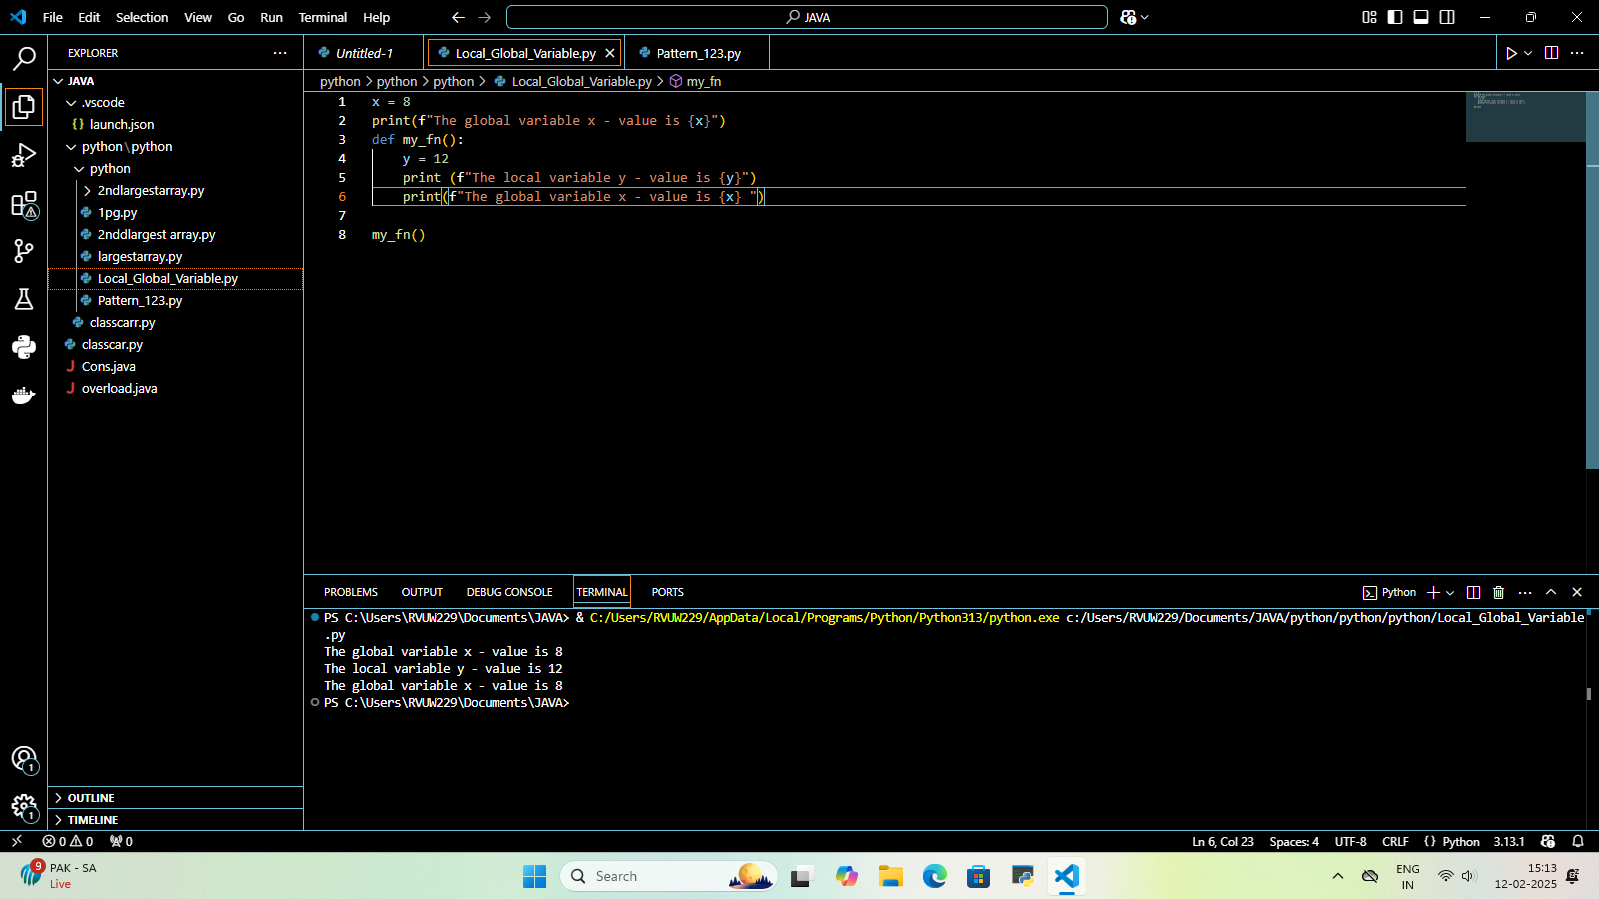 File Edit Selection View Go Run Terminal Help JAVA
EXPLORER
JAVA
.vscode
{} launch.json
python\python
python
2ndlargestarray.py
1pg.py
2nddlargest array.py
largestarray.py
Local_Global_Variable.py
Pattern_123.py
classcarr.py
classcar.py
J Cons.java
J overload.java
OUTLINE
TIMELINE
Untitled-1 Local_Global_Variable.py Pattern_123.py
python > python > python > Local_Global_Variable.py > my_fn
1 x = 8
2 print(f"The global variable x - value is {x}")
3 def my_fn():
4 y = 12
5 print (f"The local variable y - value is {y}")
6 print(f"The global variable x - value is {x} ")
7
8 my_fn()
PROBLEMS OUTPUT DEBUG CONSOLE TERMINAL PORTS Python
PS C:\Users\RVUW229\Documents\JAVA> & C:/Users/RVUW229/AppData/Local/Programs/Python/Python313/python.exe c:/Users/RVUW229/Documents/JAVA/python/python/python/Local_Global_Variable
.py
The global variable x - value is 8
The local variable y - value is 12
The global variable x - value is 8
PS C:\Users\RVUW229\Documents\JAVA>
1
1
0 0 0 Ln 6, Col 23 Spaces: 4 UTF-8 CRLF {} Python 3.13.1
9 PAK - SA
Live
Search
ENG
IN
15:13
12-02-2025